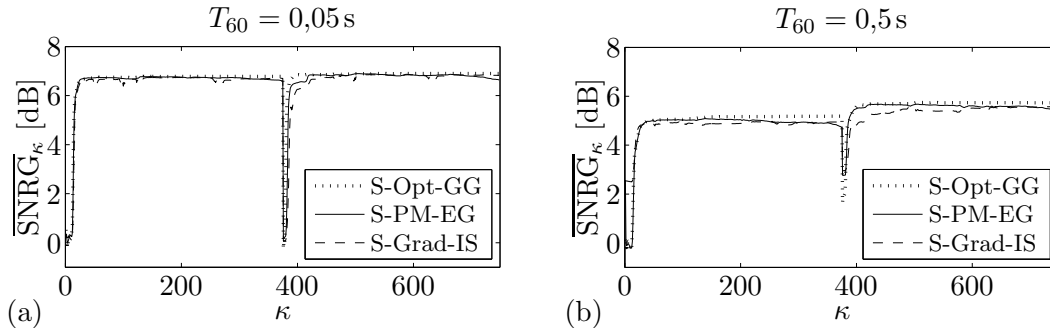 T60 = 0,05 s
SNRGκ [dB]
8
6
4
2
0
0
200
400
600
κ
S-Opt-GG
S-PM-EG
S-Grad-IS
(a)
T60 = 0,5 s
SNRGκ [dB]
8
6
4
2
0
0
200
400
600
κ
S-Opt-GG
S-PM-EG
S-Grad-IS
(b)